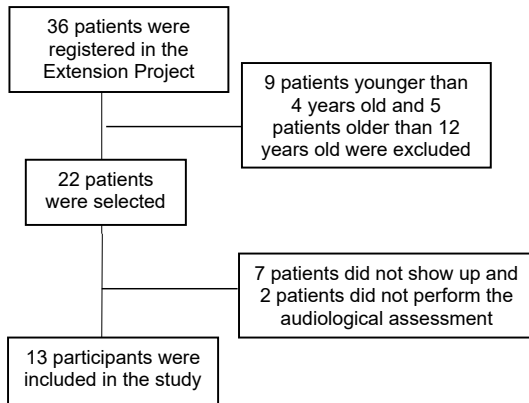 36 patients were
registered in the
Extension Project
9 patients younger than
4 years old and 5
patients older than 12
years old were excluded
22 patients
were selected
7 patients did not show up and
2 patients did not perform the
audiological assessment
13 participants were
included in the study